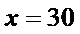 x = 30